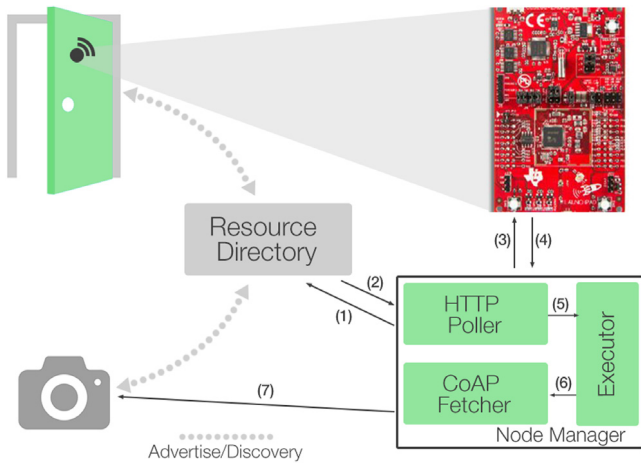 Resource
Directory
(3)
(4)
(2)
(1)
HTTP
Poller
(5)
Executor
CoAP
Fetcher
(6)
(7)
Node Manager
Advertise/Discovery